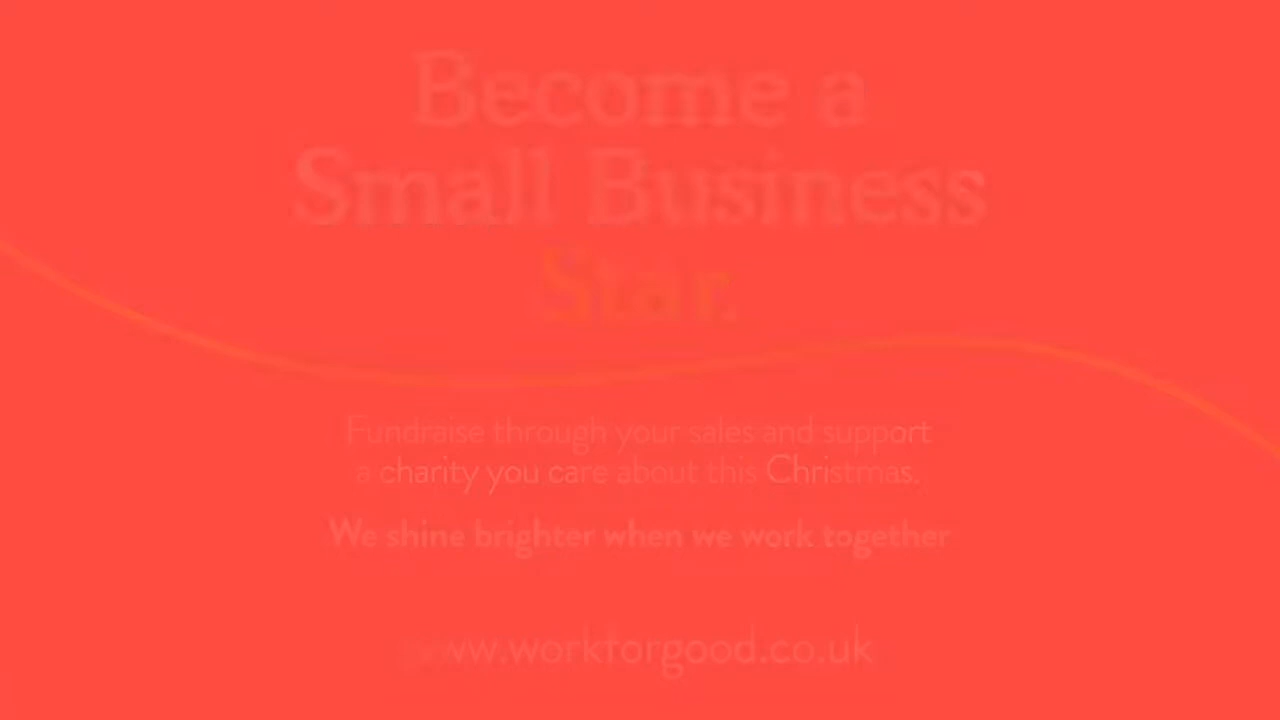 Become a
Small Business
Star.
Fundraise through your sales and support
a charity you care about this Christmas.
We shine brighter when we work together
www.workforgood.co.uk